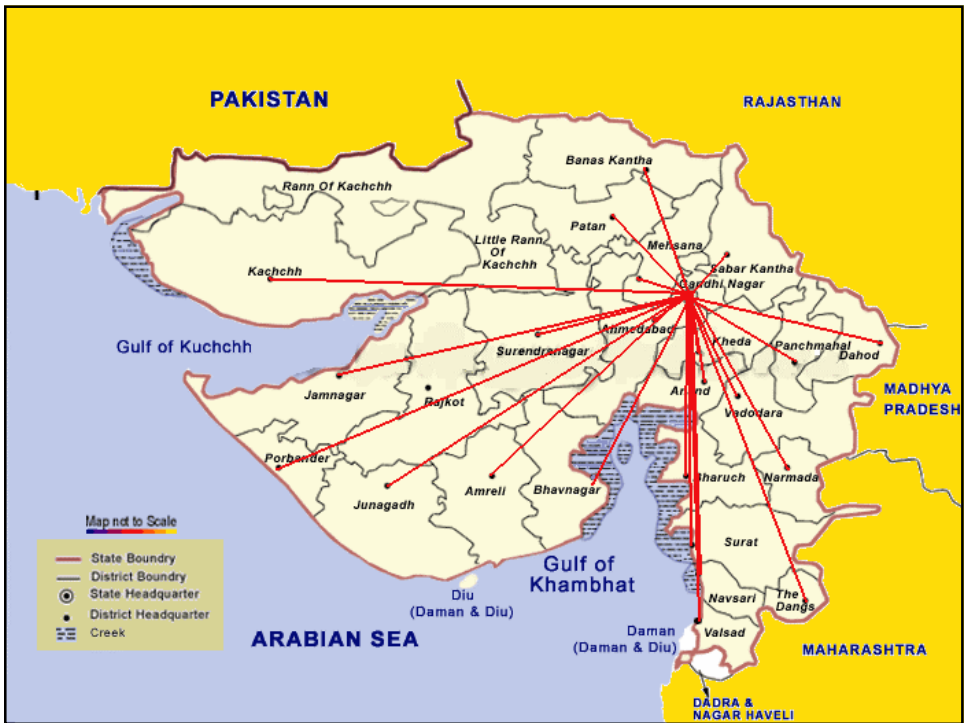 PAKISTAN
RAJASTHAN
Banas Kantha
Rann Of Kachchh
Patan
Mehsana
Little Rann
Of
Kachchh
Sabar Kantha
Kachchh
Gandhi Nagar
Gulf of Kuchchh
Ahmedabad
Surendranagar
Kheda
Panchmahal
Dahod
Jamnagar
Rajkot
Anand
MADHYA
PRADESH
Vadodara
Porbander
Junagadh
Amreli
Bhavnagar
Bharuch
Narmada
Map not to Scale
Surat
State Boundry
District Boundry
State Headquarter
District Headquarter
Creek
Gulf of
Khambhat
Diu
(Daman & Diu)
Navsari
The
Dangs
ARABIAN SEA
Daman
(Daman & Diu)
Valsad
MAHARASHTRA
DADRA &
NAGAR HAVELI